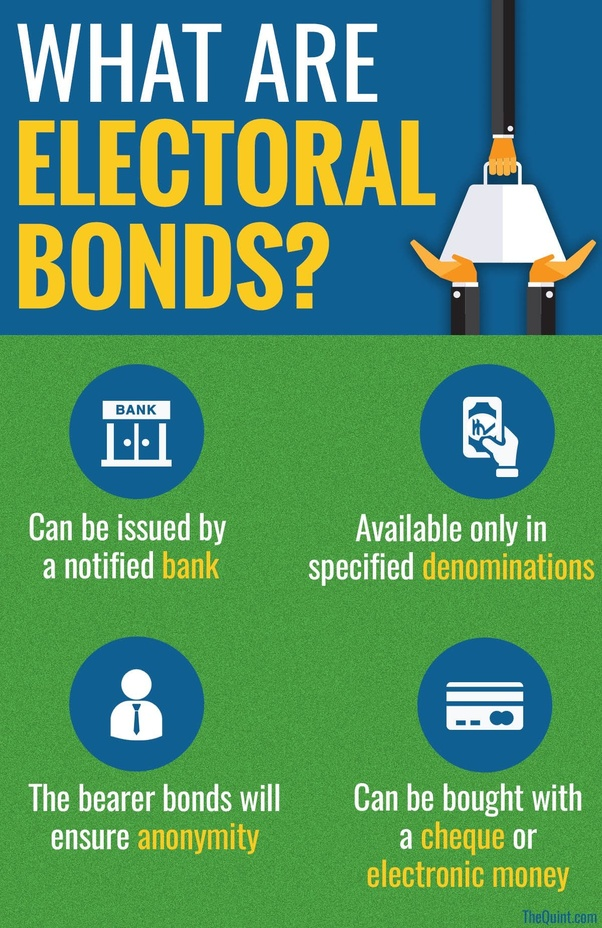 WHAT ARE
ELECTORAL
BONDS?
BANK
Can be issued by
a notified bank
Available only in
specified denominations
The bearer bonds will
ensure anonymity
Can be bought with
a cheque or
electronic money
TheQuint.com